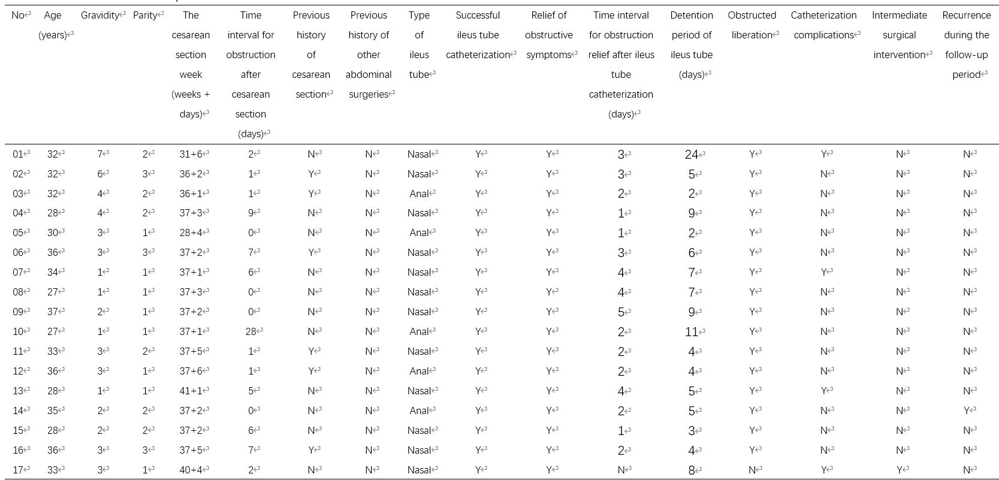 No↵ Age (years)↵ Gravidity↵ Parity↵ The cesarean section week (weeks + days)↵ Time interval for obstruction after cesarean section (days)↵ Previous history of cesarean section↵ Previous history of other abdominal surgeries↵ Type of ileus tube↵ Successful ileus tube catheterization↵ Relief of obstructive symptoms↵ Time interval for obstruction relief after ileus tube catheterization (days)↵ Detention period of ileus tube (days)↵ Obstructed liberation↵ Catheterization complications↵ Intermediate surgical intervention↵ Recurrence during the follow-up period↵
01↵ 32↵ 7↵ 2↵ 31+6↵ 2↵ N↵ N↵ Nasal↵ Y↵ Y↵ 3↵ 24↵ Y↵ Y↵ N↵ N↵
02↵ 32↵ 6↵ 3↵ 36+2↵ 1↵ Y↵ N↵ Nasal↵ Y↵ Y↵ 3↵ 5↵ Y↵ N↵ N↵ N↵
03↵ 32↵ 4↵ 2↵ 36+1↵ 1↵ Y↵ N↵ Anal↵ Y↵ Y↵ 2↵ 2↵ Y↵ N↵ N↵ N↵
04↵ 28↵ 4↵ 2↵ 37+3↵ 9↵ N↵ N↵ Nasal↵ Y↵ Y↵ 1↵ 9↵ Y↵ N↵ N↵ N↵
05↵ 30↵ 3↵ 1↵ 28+4↵ 0↵ N↵ N↵ Anal↵ Y↵ Y↵ 1↵ 2↵ Y↵ N↵ N↵ N↵
06↵ 36↵ 3↵ 3↵ 37+2↵ 7↵ Y↵ N↵ Nasal↵ Y↵ Y↵ 3↵ 6↵ Y↵ N↵ N↵ N↵
07↵ 34↵ 1↵ 1↵ 37+1↵ 6↵ N↵ N↵ Nasal↵ Y↵ Y↵ 4↵ 7↵ Y↵ Y↵ N↵ N↵
08↵ 27↵ 1↵ 1↵ 37+3↵ 0↵ N↵ N↵ Nasal↵ Y↵ Y↵ 4↵ 7↵ Y↵ N↵ N↵ N↵
09↵ 37↵ 2↵ 1↵ 37+2↵ 0↵ N↵ N↵ Nasal↵ Y↵ Y↵ 5↵ 9↵ Y↵ N↵ N↵ N↵
10↵ 27↵ 1↵ 1↵ 37+1↵ 28↵ N↵ N↵ Anal↵ Y↵ Y↵ 2↵ 11↵ Y↵ N↵ N↵ N↵
11↵ 33↵ 3↵ 2↵ 37+5↵ 1↵ Y↵ N↵ Nasal↵ Y↵ Y↵ 2↵ 4↵ Y↵ N↵ N↵ N↵
12↵ 36↵ 3↵ 1↵ 37+6↵ 1↵ Y↵ N↵ Anal↵ Y↵ Y↵ 2↵ 4↵ Y↵ N↵ N↵ N↵
13↵ 28↵ 1↵ 1↵ 41+1↵ 5↵ N↵ N↵ Nasal↵ Y↵ Y↵ 4↵ 5↵ Y↵ Y↵ N↵ N↵
14↵ 35↵ 2↵ 2↵ 37+2↵ 0↵ N↵ N↵ Anal↵ Y↵ Y↵ 2↵ 5↵ Y↵ N↵ N↵ Y↵
15↵ 28↵ 2↵ 2↵ 37+2↵ 6↵ N↵ N↵ Nasal↵ Y↵ Y↵ 1↵ 3↵ Y↵ N↵ N↵ N↵
16↵ 36↵ 3↵ 3↵ 37+5↵ 7↵ Y↵ N↵ Nasal↵ Y↵ Y↵ 2↵ 4↵ Y↵ N↵ N↵ N↵
17↵ 33↵ 3↵ 1↵ 40+4↵ 2↵ N↵ N↵ Nasal↵ Y↵ Y↵ N↵ 8↵ N↵ Y↵ Y↵ N↵